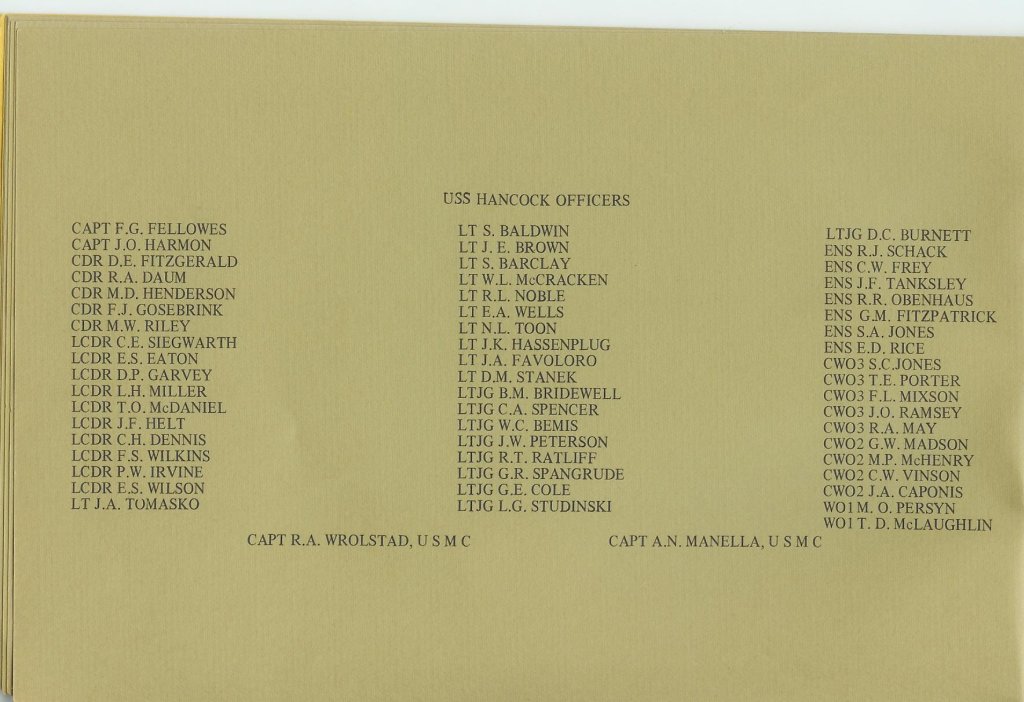 USS HANCOCK OFFICERS
CAPT F.G. FELLOWES
CAPT J.O. HARMON
CDR D.E. FITZGERALD
CDR R.A. DAUM
CDR M.D. HENDERSON
CDR F.J. GOSEBRINK
CDR M.W. RILEY
LCDR C.E. SIEGWARTH
LCDR E.S. EATON
LCDR D.P. GARVEY
LCDR L.H. MILLER
LCDR T.O. McDANIEL
LCDR J.F. HELT
LCDR C.H. DENNIS
LCDR F.S. WILKINS
LCDR P.W. IRVINE
LCDR E.S. WILSON
LT J.A. TOMASKO
LT S. BALDWIN
LT J. E. BROWN
LT S. BARCLAY
LT W.L. McCRACKEN
LT R.L. NOBLE
LT E.A. WELLS
LT N.L. TOON
LT J.K. HASSENPLUG
LT J.A. FAVOLORO
LT D.M. STANEK
LTJG B.M. BRIDEWELL
LTJG C.A. SPENCER
LTJG W.C. BEMIS
LTJG J.W. PETERSON
LTJG R.T. RATLIFF
LTJG G.R. SPANGRUDE
LTJG G.E. COLE
LTJG L.G. STUDINSKI
LTJG D.C. BURNETT
ENS R.J. SCHACK
ENS C.W. FREY
ENS J.F. TANKSLEY
ENS R.R. OBENHAUS
ENS G.M. FITZPATRICK
ENS S.A. JONES
ENS E.D. RICE
CWO3 S.C.JONES
CWO3 T.E. PORTER
CWO3 F.L. MIXSON
CWO3 J.O. RAMSEY
CWO3 R.A. MAY
CWO2 G.W. MADSON
CWO2 M.P. McHENRY
CWO2 C.W. VINSON
CWO2 J.A. CAPONIS
WO1 M. O. PERSYN
WO1 T. D. McLAUGHLIN
CAPT R.A. WROLSTAD, U S M C
CAPT A.N. MANELLA, U S M C